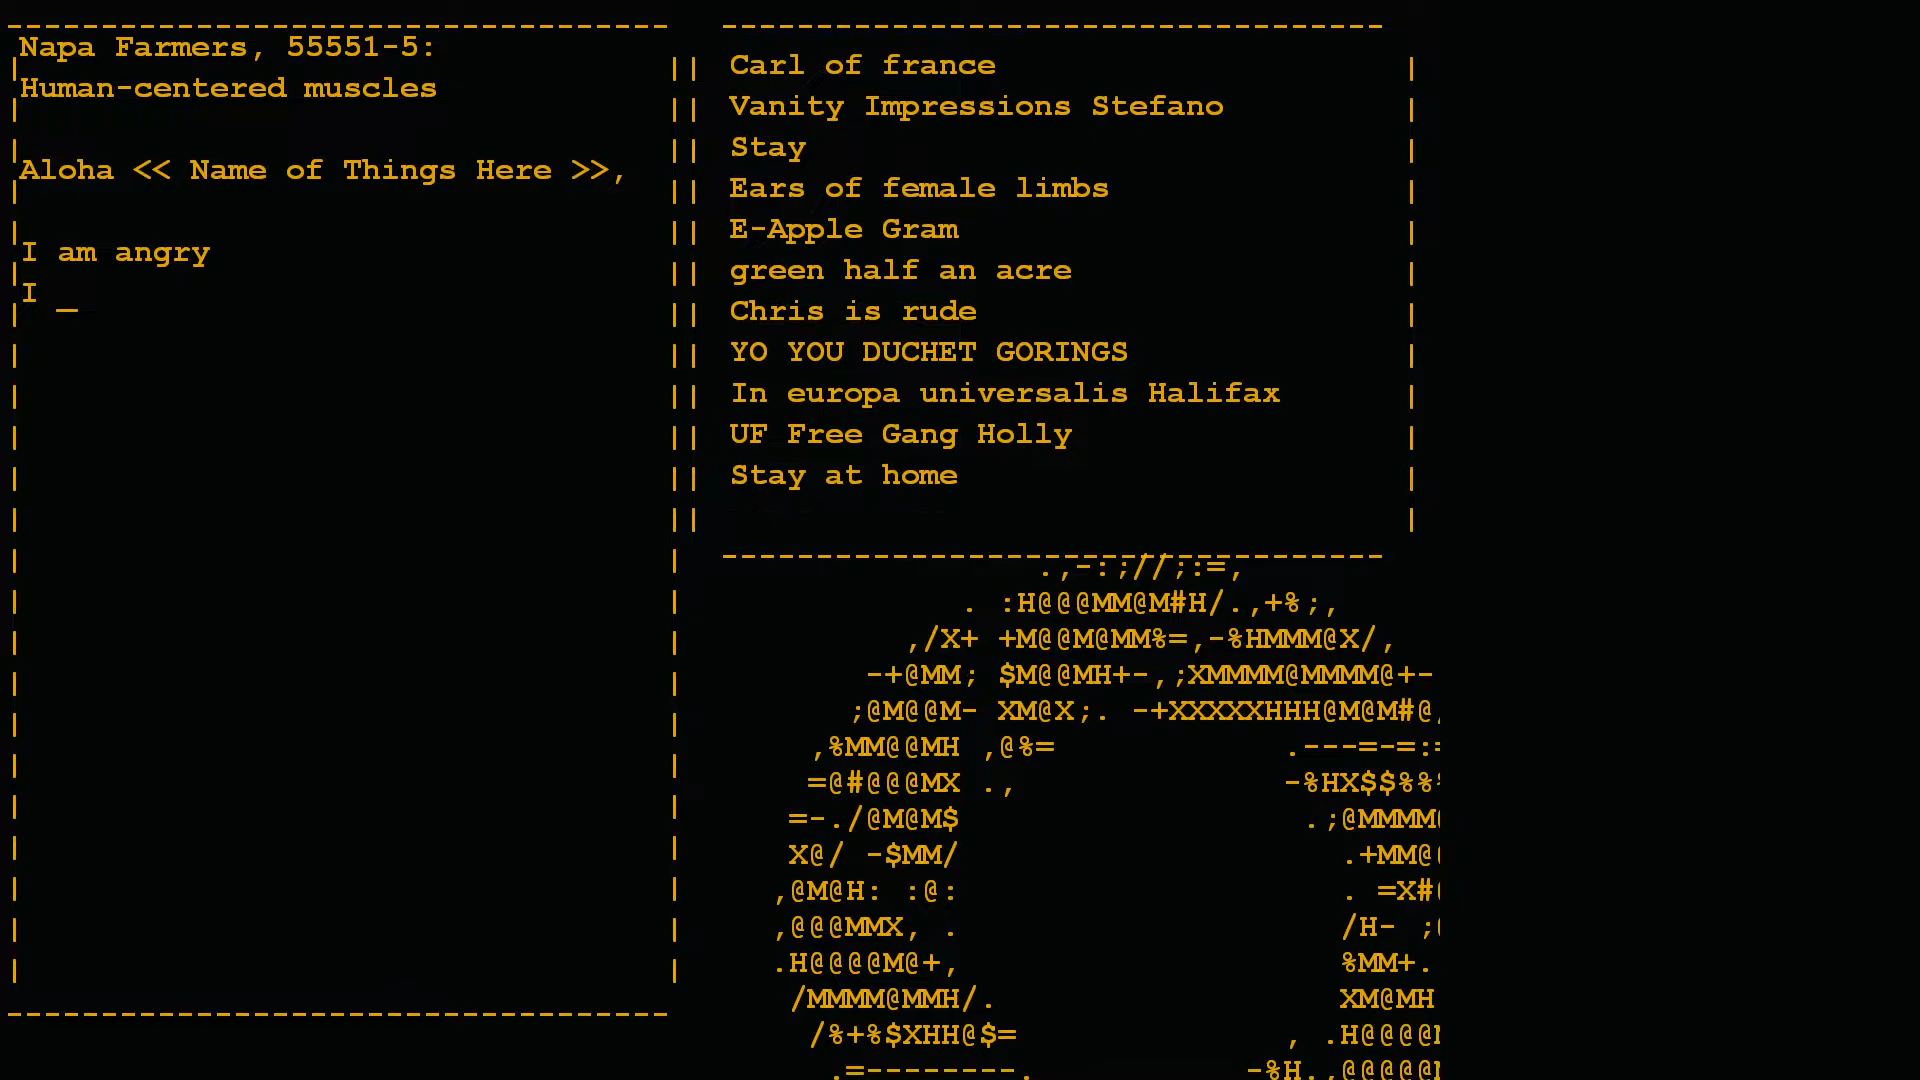 Napa Farmers, 55551-5:
Human-centered muscles
Aloha << Name of Things Here >>,
I am angry
I _
Carl of france
Vanity Impressions Stefano
Stay
Ears of female limbs
E-Apple Gram
green half an acre
Chris is rude
YO YOU DUCHET GORINGS
In europa universalis Halifax
UF Free Gang Holly
Stay at home